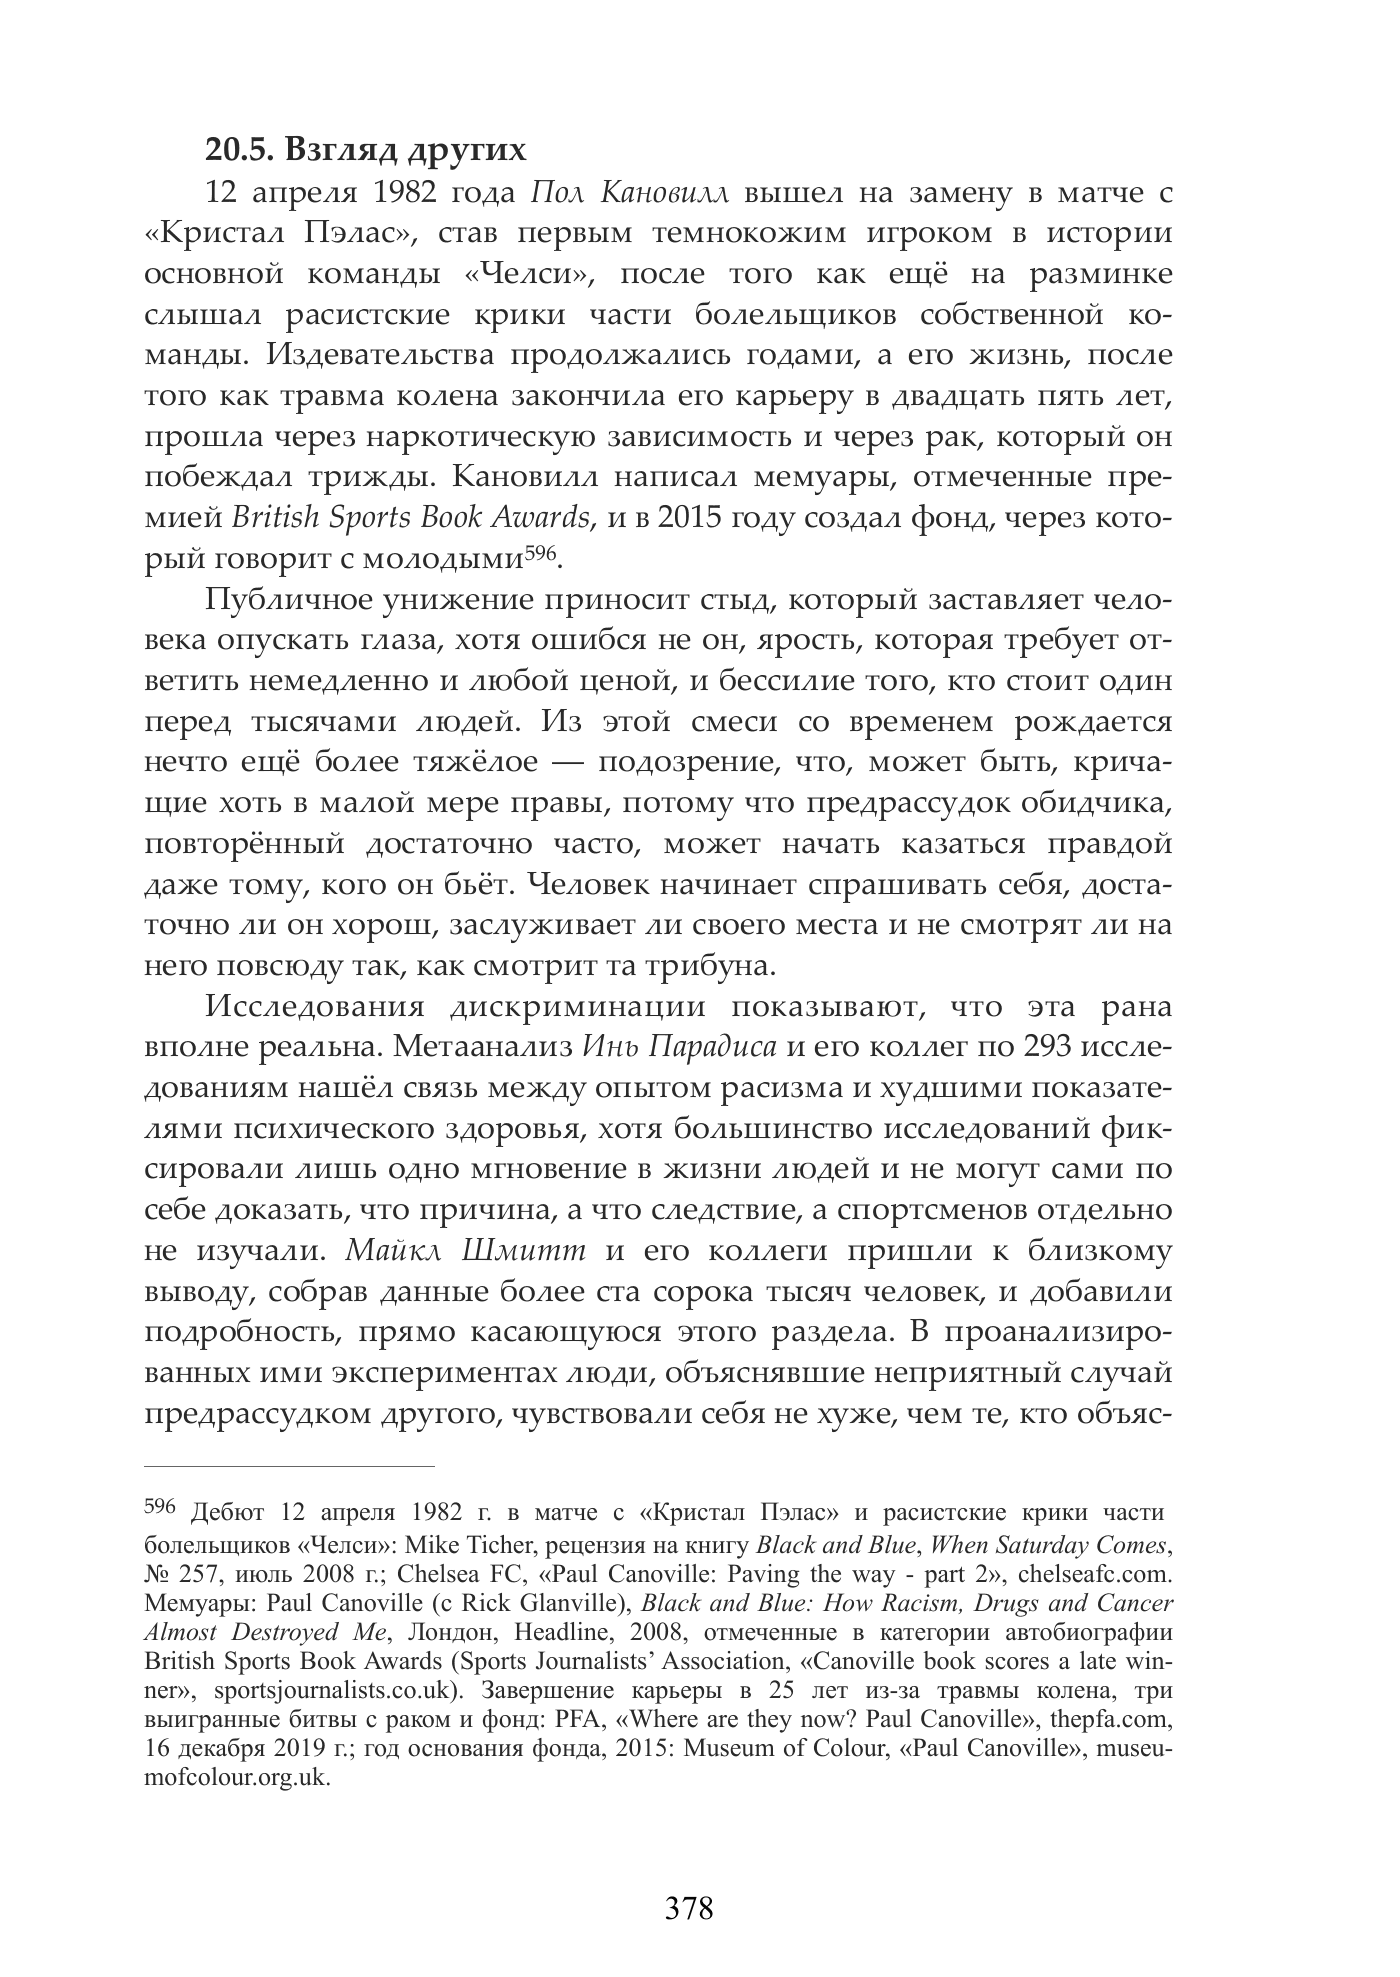 20.5. Взгляд других
12 апреля 1982 года Пол Кановилл вышел на замену в матче с
«Кристал Пэлас», став первым темнокожим игроком в истории
основной команды «Челси», после того как ещё на разминке
слышал расистские крики части болельщиков собственной ко-
манды. Издевательства продолжались годами, а его жизнь, после
того как травма колена закончила его карьеру в двадцать пять лет,
прошла через наркотическую зависимость и через рак, который он
побеждал трижды. Кановилл написал мемуары, отмеченные пре-
мией British Sports Book Awards, и в 2015 году создал фонд, через кото-
рый говорит с молодыми596.
Публичное унижение приносит стыд, который заставляет чело-
века опускать глаза, хотя ошибся не он, ярость, которая требует от-
ветить немедленно и любой ценой, и бессилие того, кто стоит один
перед тысячами людей. Из этой смеси со временем рождается
нечто ещё более тяжёлое — подозрение, что, может быть, крича-
щие хоть в малой мере правы, потому что предрассудок обидчика,
повторённый достаточно часто, может начать казаться правдой
даже тому, кого он бьёт. Человек начинает спрашивать себя, доста-
точно ли он хорош, заслуживает ли своего места и не смотрят ли на
него повсюду так, как смотрит та трибуна.
Исследования дискриминации показывают, что эта рана
вполне реальна. Метаанализ Инь Парадиса и его коллег по 293 иссле-
дованиям нашёл связь между опытом расизма и худшими показате-
лями психического здоровья, хотя большинство исследований фик-
сировали лишь одно мгновение в жизни людей и не могут сами по
себе доказать, что причина, а что следствие, а спортсменов отдельно
не изучали. Майкл Шмитт и его коллеги пришли к близкому
выводу, собрав данные более ста сорока тысяч человек, и добавили
подробность, прямо касающуюся этого раздела. В проанализиро-
ванных ими экспериментах люди, объяснявшие неприятный случай
предрассудком другого, чувствовали себя не хуже, чем те, кто объяс-
596 Дебют 12 апреля 1982 г. в матче с «Кристал Пэлас» и расистские крики части
болельщиков «Челси»: Mike Ticher, рецензия на книгу Black and Blue, When Saturday Comes,
№ 257, июль 2008 г.; Chelsea FC, «Paul Canoville: Paving the way - part 2», chelseafc.com.
Мемуары: Paul Canoville (с Rick Glanville), Black and Blue: How Racism, Drugs and Cancer
Almost Destroyed Me, Лондон, Headline, 2008, отмеченные в категории автобиографии
British Sports Book Awards (Sports Journalists’ Association, «Canoville book scores a late win-
ner», sportsjournalists.co.uk). Завершение карьеры в 25 лет из-за травмы колена, три
выигранные битвы с раком и фонд: PFA, «Where are they now? Paul Canoville», thepfa.com,
16 декабря 2019 г.; год основания фонда, 2015: Museum of Colour, «Paul Canoville», museu-
mofcolour.org.uk.
378